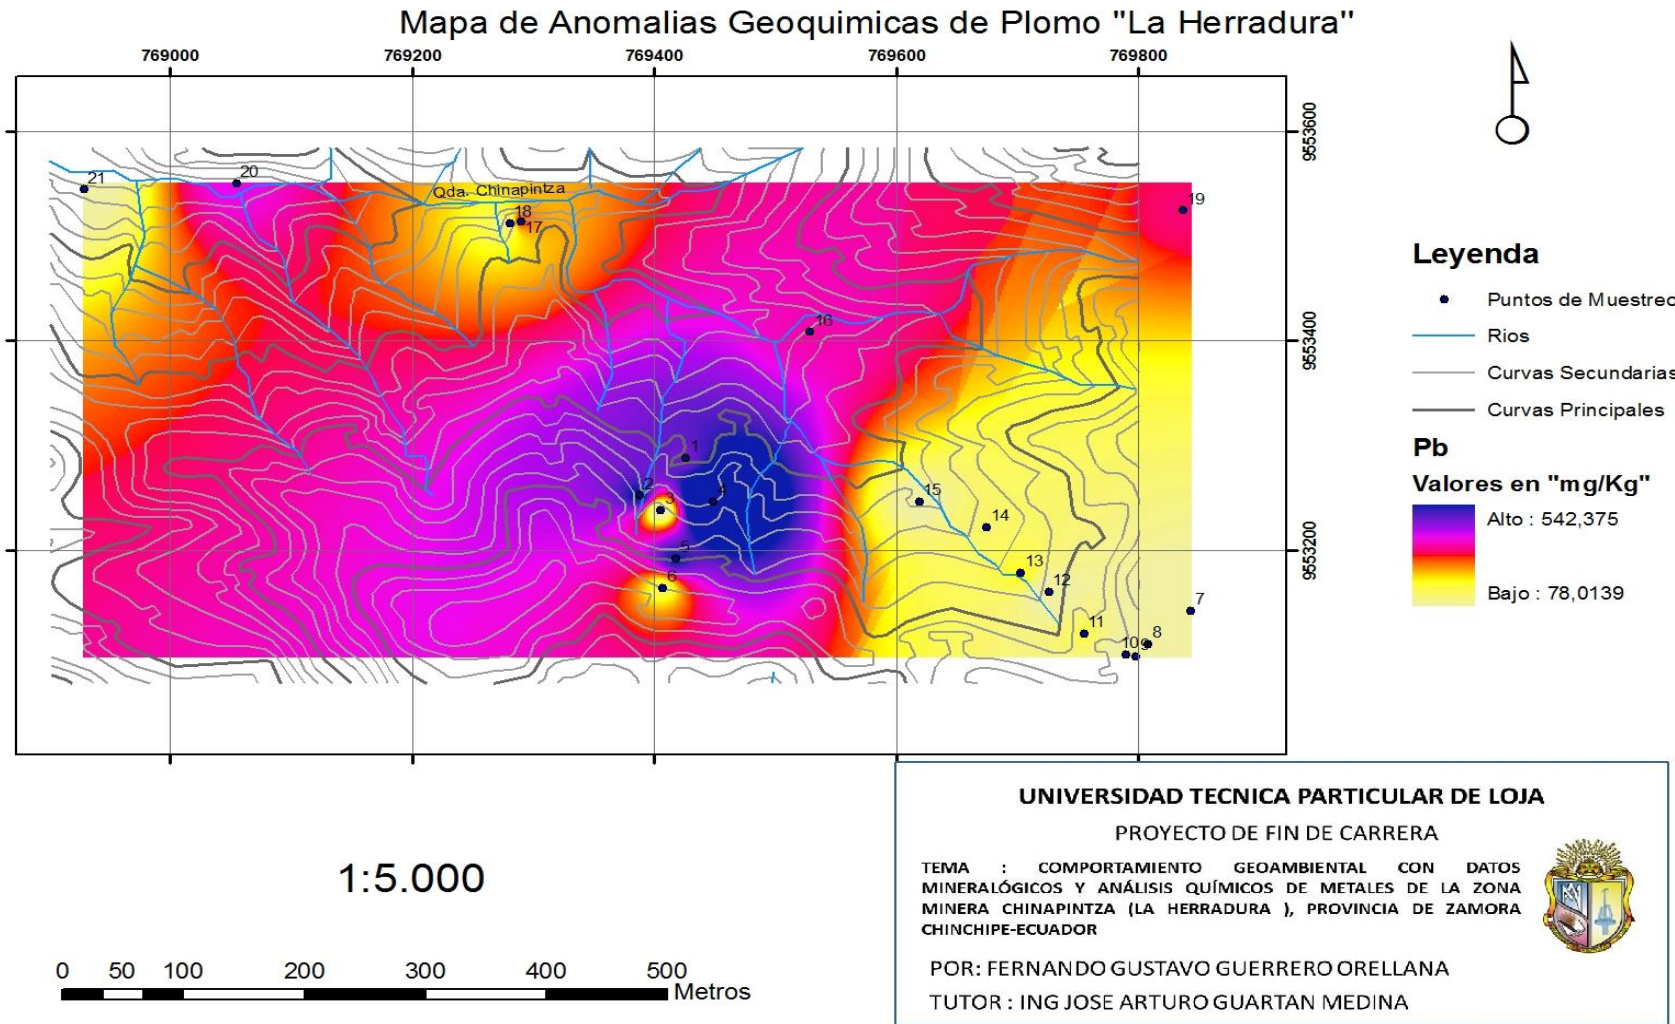 Mapa de Anomalias Geoquimicas de Plomo "La Herradura"
769000 769200 769400 769600 769800
9553600
9553400
9553200
21
20
Qda. Chinapintza
18
17
19
16
1
2
3
4
5
6
15
14
13
12
11
10
9
8
7
Leyenda
Puntos de Muestreo
Rios
Curvas Secundarias
Curvas Principales
Pb
Valores en "mg/Kg"
Alto : 542,375
Bajo : 78,0139
1:5.000
0 50 100 200 300 400 500
Metros
UNIVERSIDAD TECNICA PARTICULAR DE LOJA
PROYECTO DE FIN DE CARRERA
TEMA : COMPORTAMIENTO GEOAMBIENTAL CON DATOS
MINERALÓGICOS Y ANÁLISIS QUÍMICOS DE METALES DE LA ZONA
MINERA CHINAPINTZA (LA HERRADURA ), PROVINCIA DE ZAMORA
CHINCHIPE-ECUADOR
POR: FERNANDO GUSTAVO GUERRERO ORELLANA
TUTOR : ING JOSE ARTURO GUARTAN MEDINA